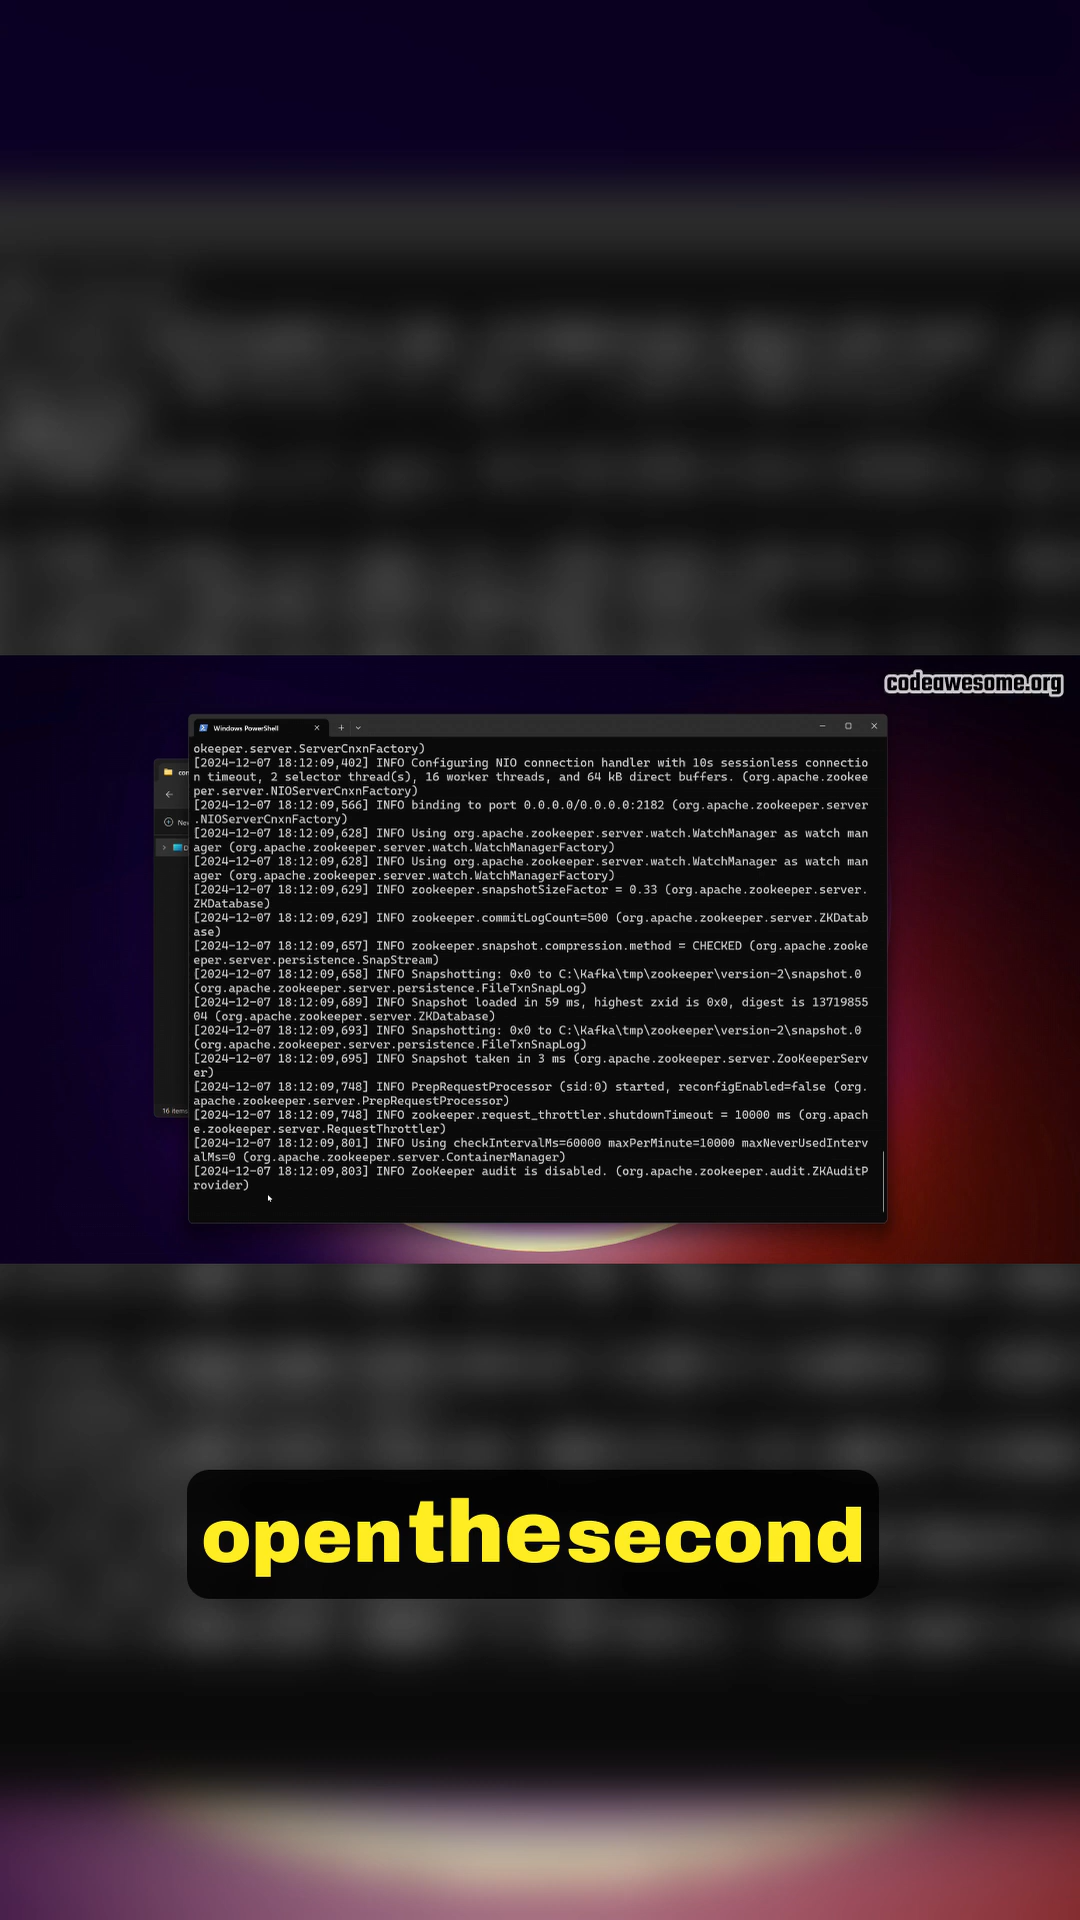 codeawesome.org
Windows PowerShell
con
New
D
16 items
okeeper.server.ServerCnxnFactory)
[2024-12-07 18:12:09,402] INFO Configuring NIO connection handler with 10s sessionless connectio
n timeout, 2 selector thread(s), 16 worker threads, and 64 kB direct buffers. (org.apache.zookee
per.server.NIOServerCnxnFactory)
[2024-12-07 18:12:09,566] INFO binding to port 0.0.0.0/0.0.0.0:2182 (org.apache.zookeeper.server
.NIOServerCnxnFactory)
[2024-12-07 18:12:09,628] INFO Using org.apache.zookeeper.server.watch.WatchManager as watch man
ager (org.apache.zookeeper.server.watch.WatchManagerFactory)
[2024-12-07 18:12:09,628] INFO Using org.apache.zookeeper.server.watch.WatchManager as watch man
ager (org.apache.zookeeper.server.watch.WatchManagerFactory)
[2024-12-07 18:12:09,629] INFO zookeeper.snapshotSizeFactor = 0.33 (org.apache.zookeeper.server.
ZKDatabase)
[2024-12-07 18:12:09,629] INFO zookeeper.commitLogCount=500 (org.apache.zookeeper.server.ZKDatab
ase)
[2024-12-07 18:12:09,657] INFO zookeeper.snapshot.compression.method = CHECKED (org.apache.zooke
eper.server.persistence.SnapStream)
[2024-12-07 18:12:09,658] INFO Snapshotting: 0x0 to C:\Kafka\tmp\zookeeper\version-2\snapshot.0
(org.apache.zookeeper.server.persistence.FileTxnSnapLog)
[2024-12-07 18:12:09,689] INFO Snapshot loaded in 59 ms, highest zxid is 0x0, digest is 13719855
04 (org.apache.zookeeper.server.ZKDatabase)
[2024-12-07 18:12:09,693] INFO Snapshotting: 0x0 to C:\Kafka\tmp\zookeeper\version-2\snapshot.0
(org.apache.zookeeper.server.persistence.FileTxnSnapLog)
[2024-12-07 18:12:09,695] INFO Snapshot taken in 3 ms (org.apache.zookeeper.server.ZooKeeperServ
er)
[2024-12-07 18:12:09,748] INFO PrepRequestProcessor (sid:0) started, reconfigEnabled=false (org.
apache.zookeeper.server.PrepRequestProcessor)
[2024-12-07 18:12:09,748] INFO zookeeper.request_throttler.shutdownTimeout = 10000 ms (org.apach
e.zookeeper.server.RequestThrottler)
[2024-12-07 18:12:09,801] INFO Using checkIntervalMs=60000 maxPerMinute=10000 maxNeverUsedInterv
alMs=0 (org.apache.zookeeper.server.ContainerManager)
[2024-12-07 18:12:09,803] INFO ZooKeeper audit is disabled. (org.apache.zookeeper.audit.ZKAuditP
rovider)
open the second